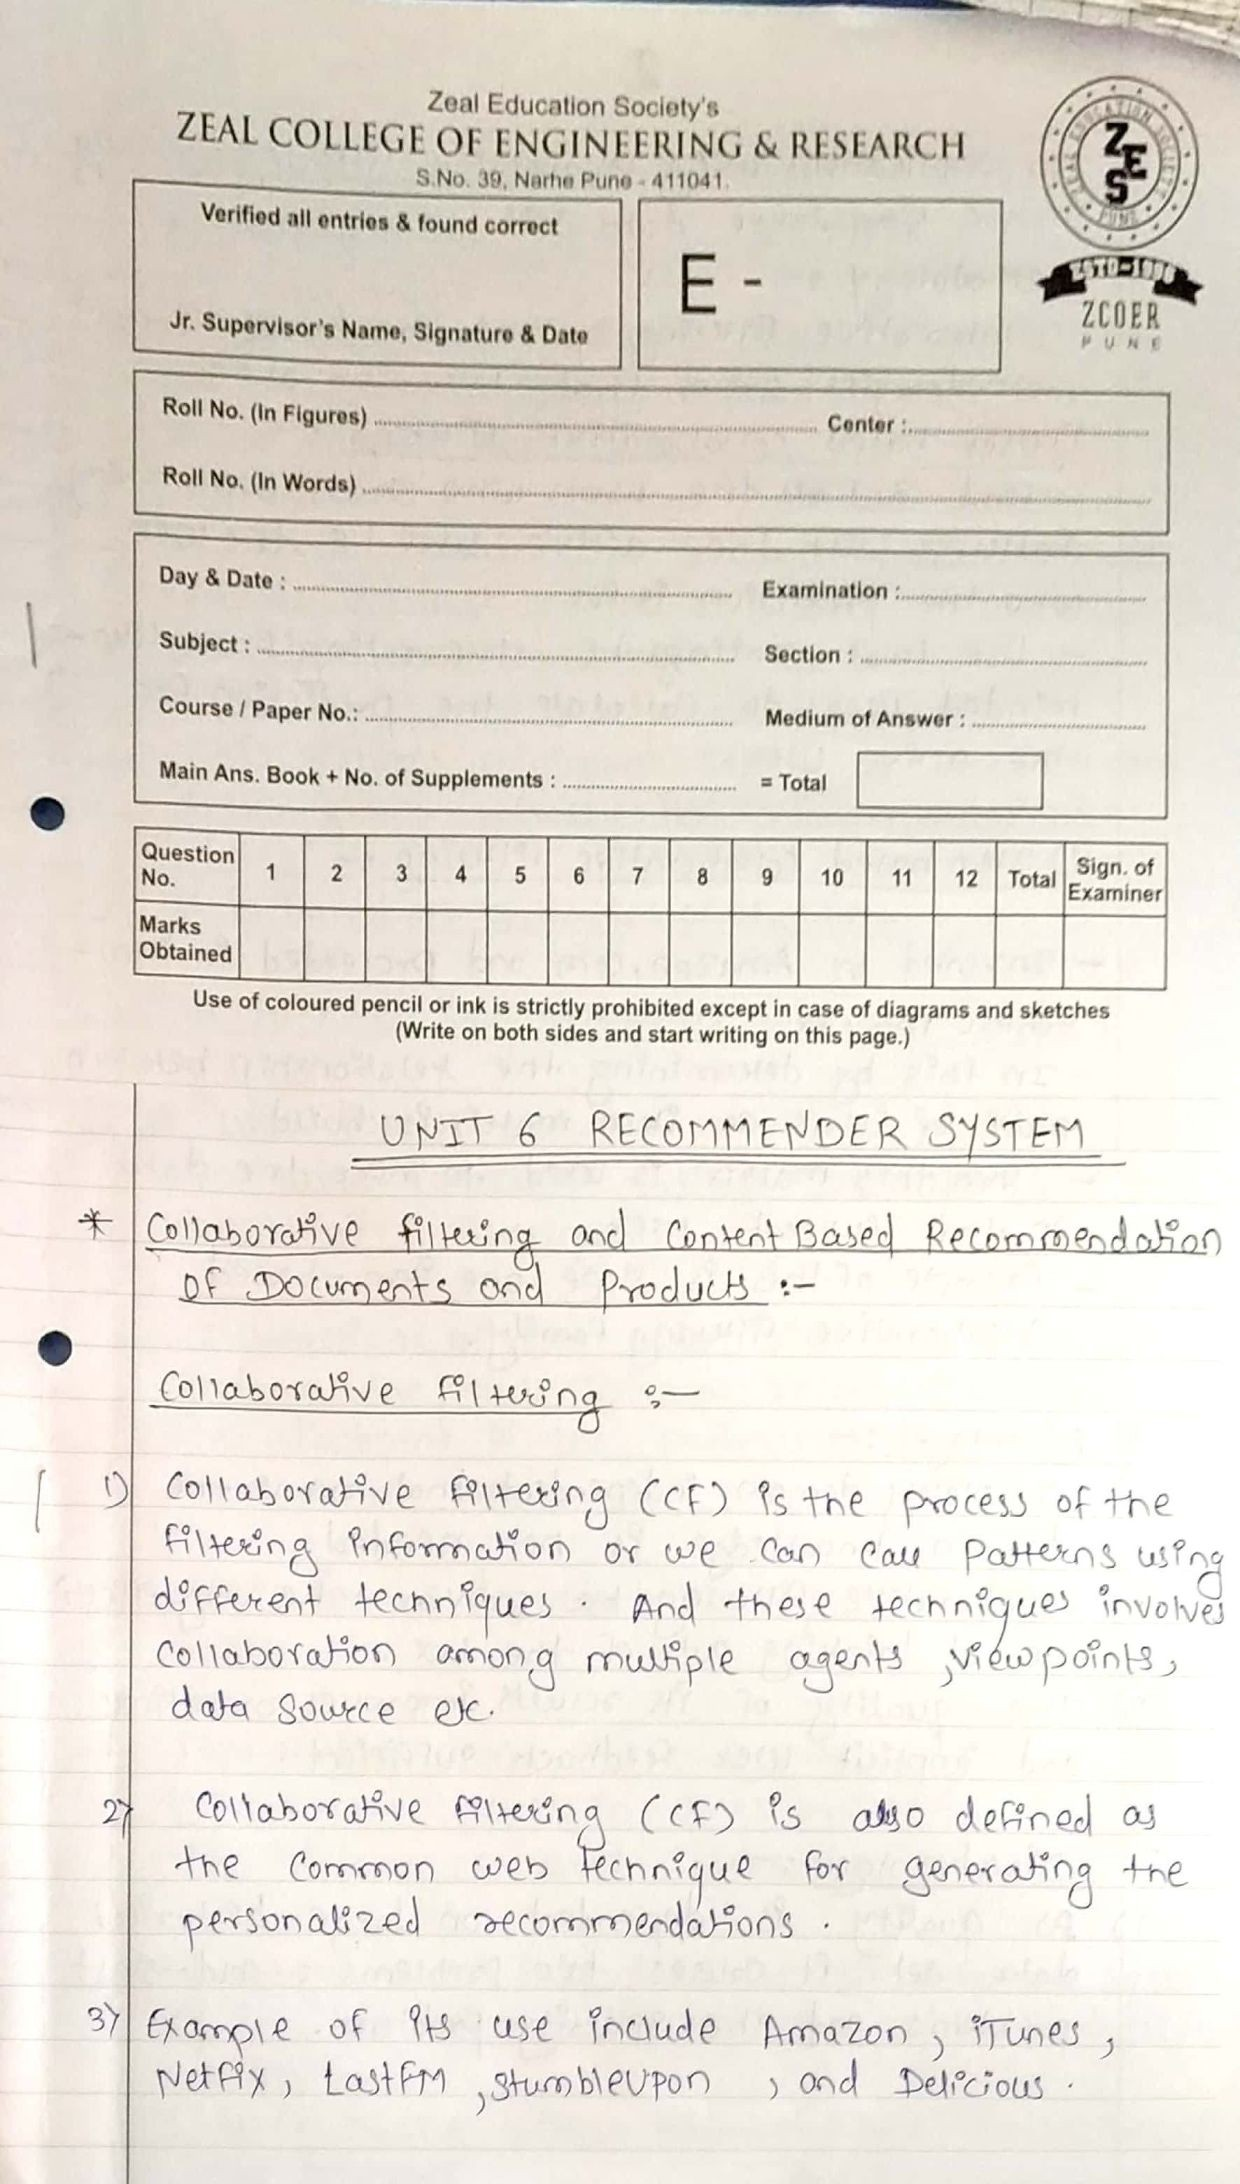 Zeal Education Society's
ZEAL COLLEGE OF ENGINEERING & RESEARCH
S.No. 39, Narhe Pune - 411041.
ZEAL EDUCATION SOCIETY
ZES
PUNE
ZCOER
PUNE
Verified all entries & found correct
Jr. Supervisor's Name, Signature & Date
E -
Roll No. (In Figures) Center :
Roll No. (In Words)
Day & Date : Examination :
Subject : Section :
Course / Paper No.: Medium of Answer :
Main Ans. Book + No. of Supplements : = Total
Question No. 1 2 3 4 5 6 7 8 9 10 11 12 Total Sign. of Examiner
Marks Obtained
Use of coloured pencil or ink is strictly prohibited except in case of diagrams and sketches
(Write on both sides and start writing on this page.)
UNIT 6 RECOMMENDER SYSTEM
* Collaborative filtering and Content Based Recommendation
Of Documents and Products :-
Collaborative filtering :-
1) Collaborative filtering (CF) is the process of the
filtering information or we can call patterns using
different techniques. And these techniques involves
collaboration among multiple agents, viewpoints,
data source etc.
2) Collaborative filtering (CF) is also defined as
the common web technique for generating the
personalized recommendations.
3) Example of its use include Amazon, iTunes,
Netfix, LastFM, StumbleUpon, and Delicious.